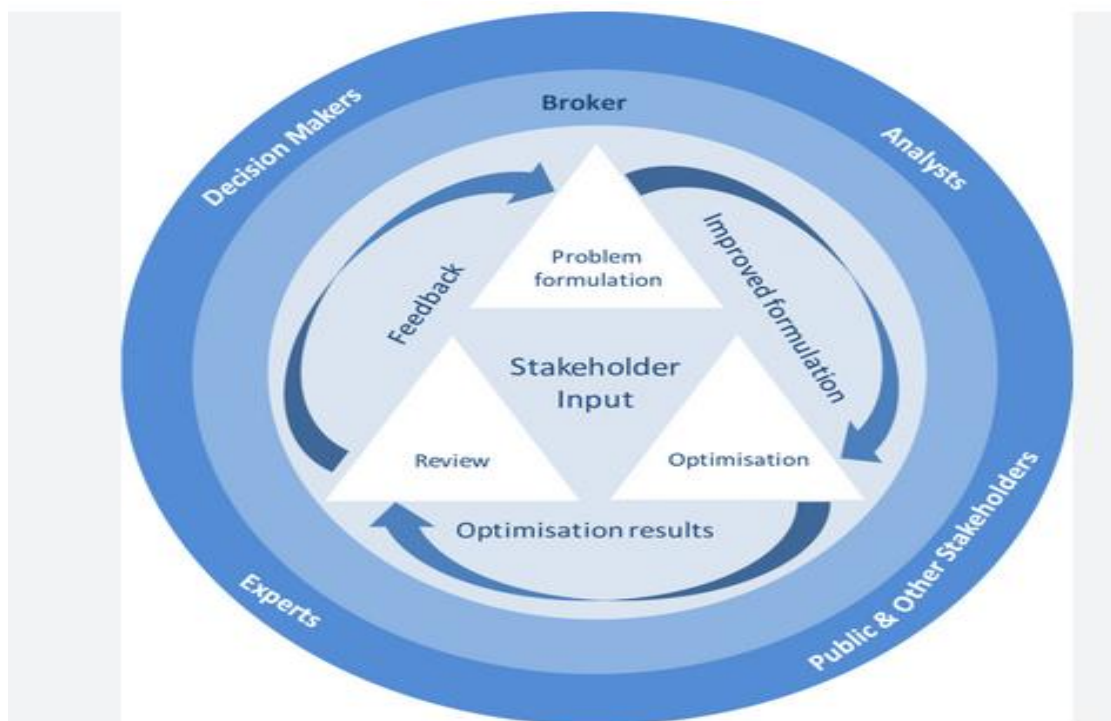 Decision Makers
Broker
Analysts
Problem
formulation
Feedback
Improved formulation
Stakeholder
Input
Review
Optimisation
Optimisation results
Experts
Public & Other Stakeholders